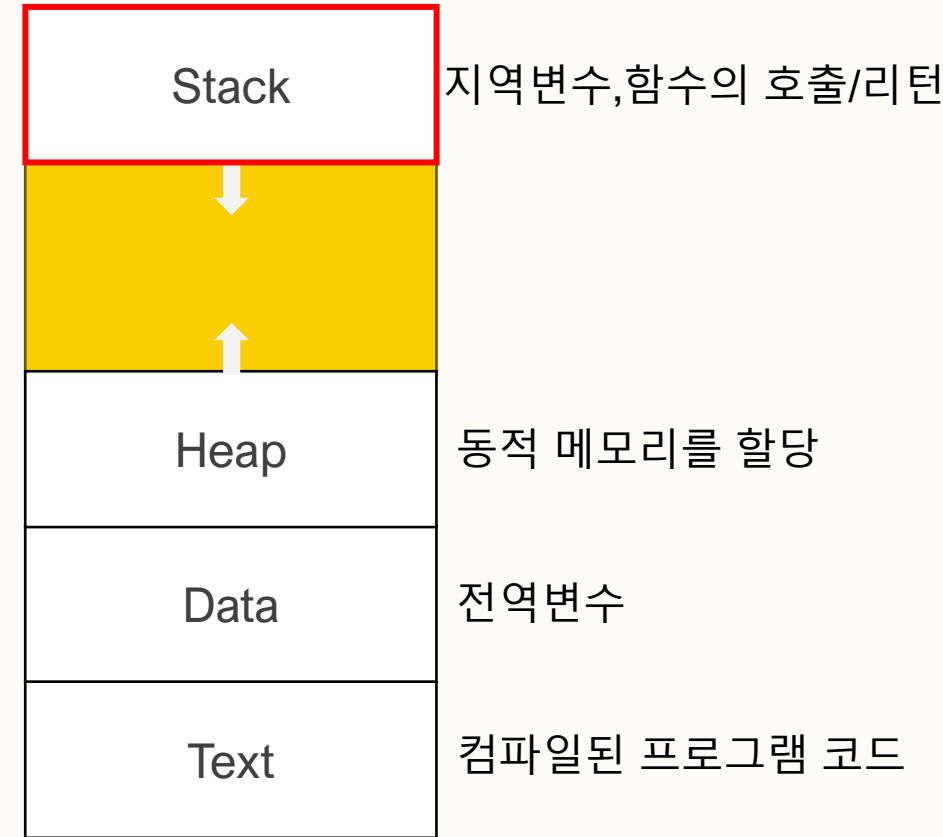 Stack
지역변수,함수의 호출/리턴
Heap
동적 메모리를 할당
Data
전역변수
Text
컴파일된 프로그램 코드